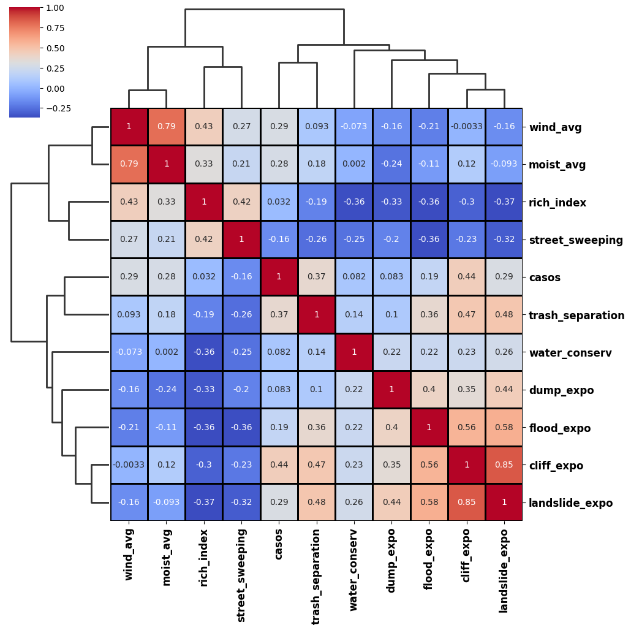 1.00
0.75
0.50
0.25
0.00
−0.25
1 0.79 0.43 0.27 0.29 0.093 -0.073 -0.16 -0.21 -0.0033 -0.16 wind_avg
0.79 1 0.33 0.21 0.28 0.18 0.002 -0.24 -0.11 0.12 -0.093 moist_avg
0.43 0.33 1 0.42 0.032 -0.19 -0.36 -0.33 -0.36 -0.3 -0.37 rich_index
0.27 0.21 0.42 1 -0.16 -0.26 -0.25 -0.2 -0.36 -0.23 -0.32 street_sweeping
0.29 0.28 0.032 -0.16 1 0.37 0.082 0.083 0.19 0.44 0.29 casos
0.093 0.18 -0.19 -0.26 0.37 1 0.14 0.1 0.36 0.47 0.48 trash_separation
-0.073 0.002 -0.36 -0.25 0.082 0.14 1 0.22 0.22 0.23 0.26 water_conserv
-0.16 -0.24 -0.33 -0.2 0.083 0.1 0.22 1 0.4 0.35 0.44 dump_expo
-0.21 -0.11 -0.36 -0.36 0.19 0.36 0.22 0.4 1 0.56 0.58 flood_expo
-0.0033 0.12 -0.3 -0.23 0.44 0.47 0.23 0.35 0.56 1 0.85 cliff_expo
-0.16 -0.093 -0.37 -0.32 0.29 0.48 0.26 0.44 0.58 0.85 1 landslide_expo
wind_avg
moist_avg
rich_index
street_sweeping
casos
trash_separation
water_conserv
dump_expo
flood_expo
cliff_expo
landslide_expo